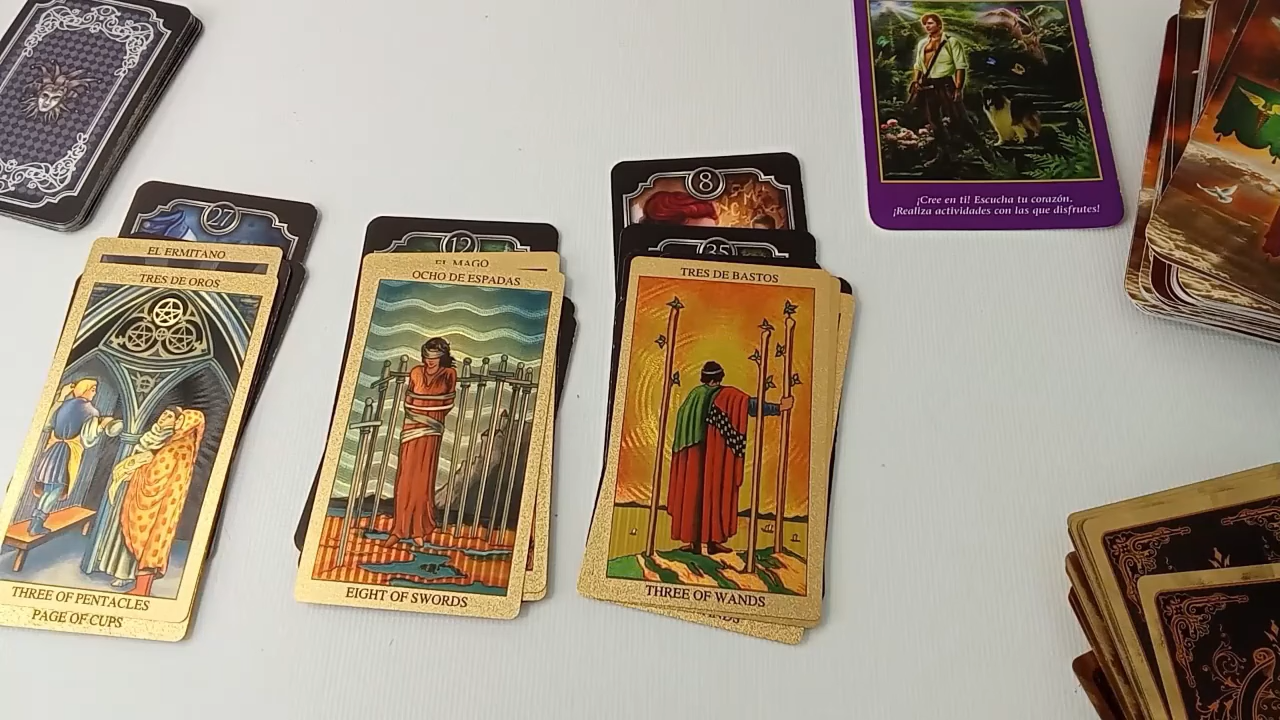 27
EL ERMITANO
TRES DE OROS
THREE OF PENTACLES
PAGE OF CUPS
12
EL MAGO
OCHO DE ESPADAS
EIGHT OF SWORDS
8
35
TRES DE BASTOS
THREE OF WANDS
¡Cree en ti! Escucha tu corazón.
¡Realiza actividades con las que disfrutes!